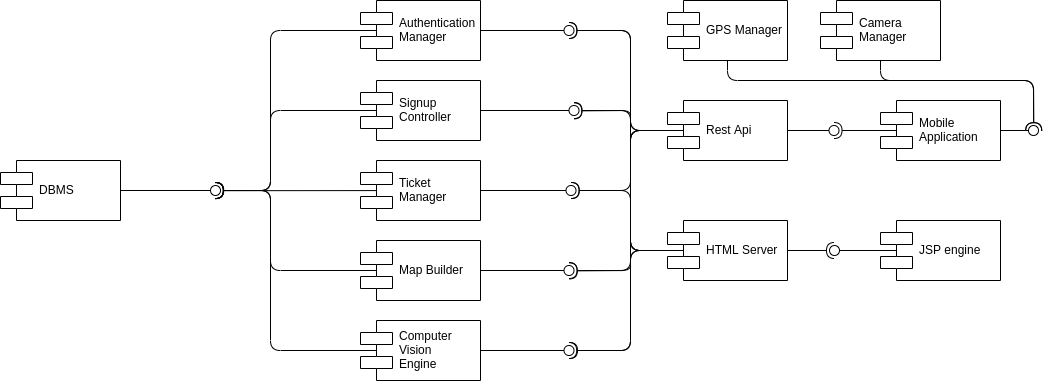 Authentication
Manager
GPS Manager
Camera
Manager
Signup
Controller
Rest Api
Mobile
Application
DBMS
Ticket
Manager
Map Builder
HTML Server
JSP engine
Computer
Vision
Engine